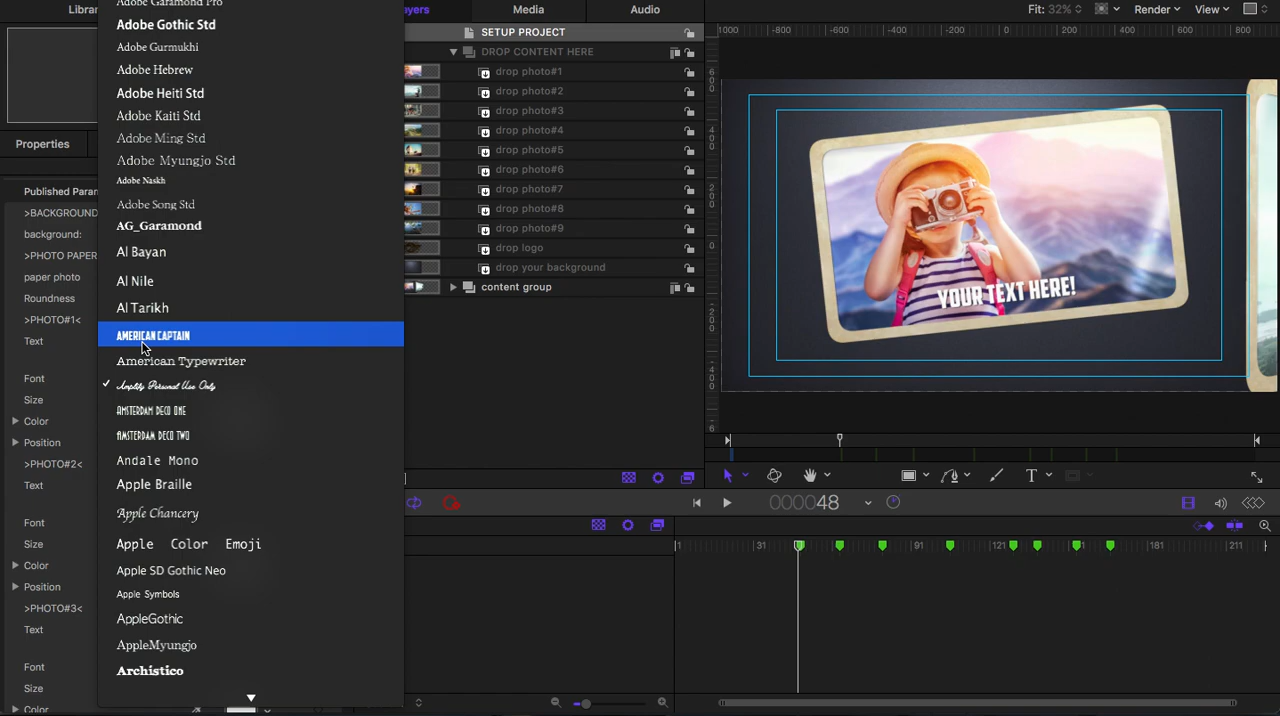 Library
Adobe Garamond Pro
Adobe Gothic Std
Adobe Gurmukhi
Adobe Hebrew
Adobe Heiti Std
Adobe Kaiti Std
Adobe Ming Std
Adobe Myungjo Std
Adobe Naskh
Adobe Song Std
AG_Garamond
Al Bayan
Al Nile
Al Tarikh
AMERICAN CAPTAIN
American Typewriter
✓ Amplify Personal Use Only
AMSTERDAM DECO ONE
AMSTERDAM DECO TWO
Andale Mono
Apple Braille
Apple Chancery
Apple Color Emoji
Apple SD Gothic Neo
Apple Symbols
AppleGothic
AppleMyungjo
Archistico
Properties
Published Param
>BACKGROUND
background:
>PHOTO PAPER
paper photo
Roundness
>PHOTO#1<
Text
Font
Size
Color
Position
>PHOTO#2<
Text
Font
Size
Color
Position
>PHOTO#3<
Text
Font
Size
Color
ayers
Media
Audio
SETUP PROJECT
DROP CONTENT HERE
drop photo#1
drop photo#2
drop photo#3
drop photo#4
drop photo#5
drop photo#6
drop photo#7
drop photo#8
drop photo#9
drop logo
drop your background
content group
Fit: 32%
Render
View
1000 -800 -600 -400 -200 0 200 400 600 800
YOUR TEXT HERE!
T
000048
1 31 91 121 181 211